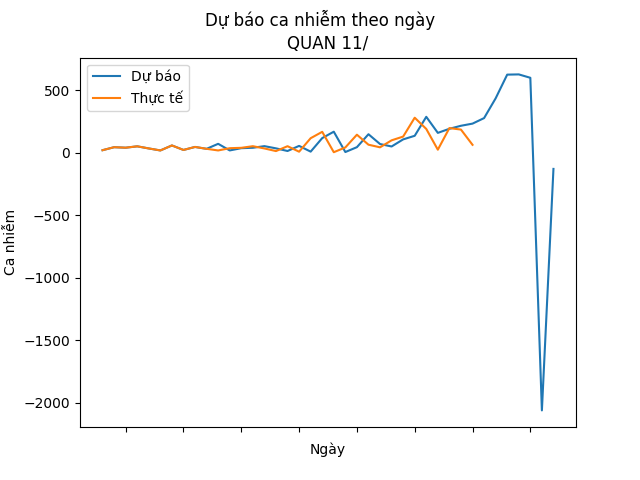 Dự báo ca nhiễm theo ngày
QUAN 11/
Dự báo
Thực tế
500
0
−500
−1000
−1500
−2000
Ca nhiễm
Ngày